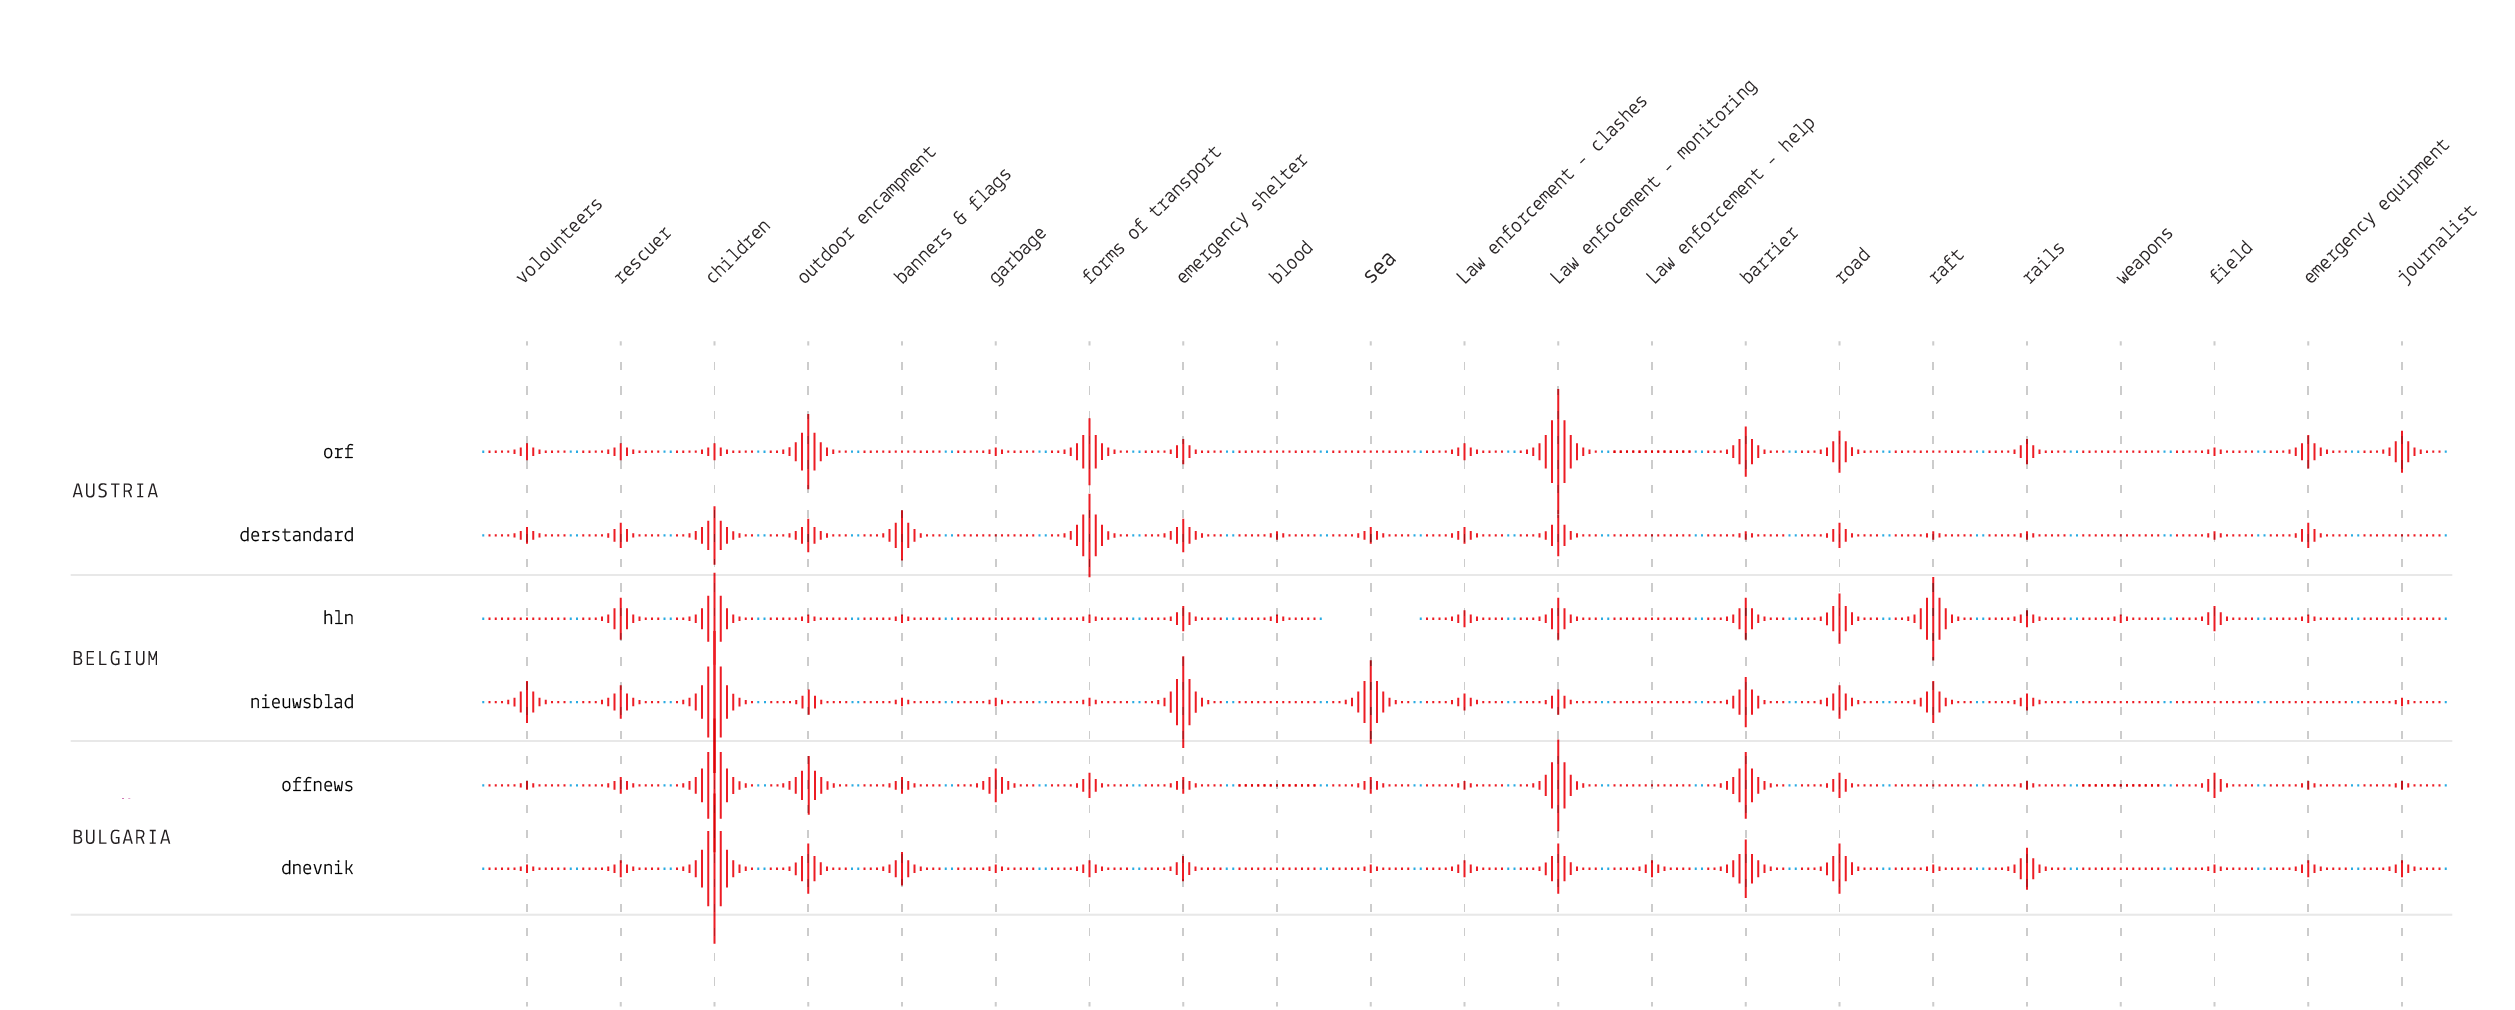 volounteers
rescuer
children
outdoor encampment
banners & flags
garbage
forms of transport
emergency shelter
blood
sea
Law enforcement - clashes
Law enfocement - monitoring
Law enforcement - help
barrier
road
raft
rails
weapons
field
emergency equipment
journalist
orf
AUSTRIA
derstandard
hln
BELGIUM
nieuwsblad
offnews
BULGARIA
dnevnik